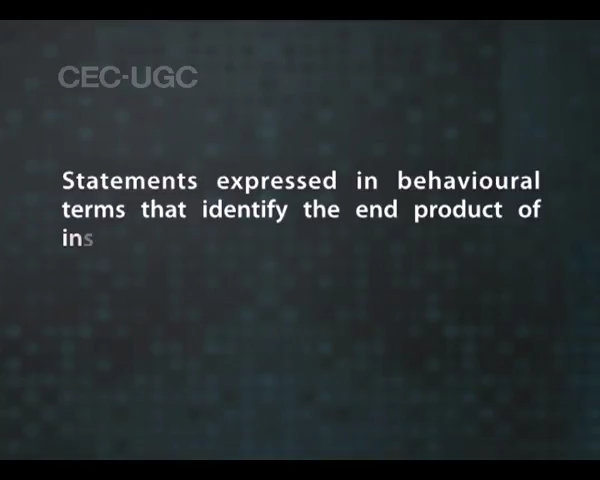 CEC-UGC
Statements expressed in behavioural
terms that identify the end product of
ins